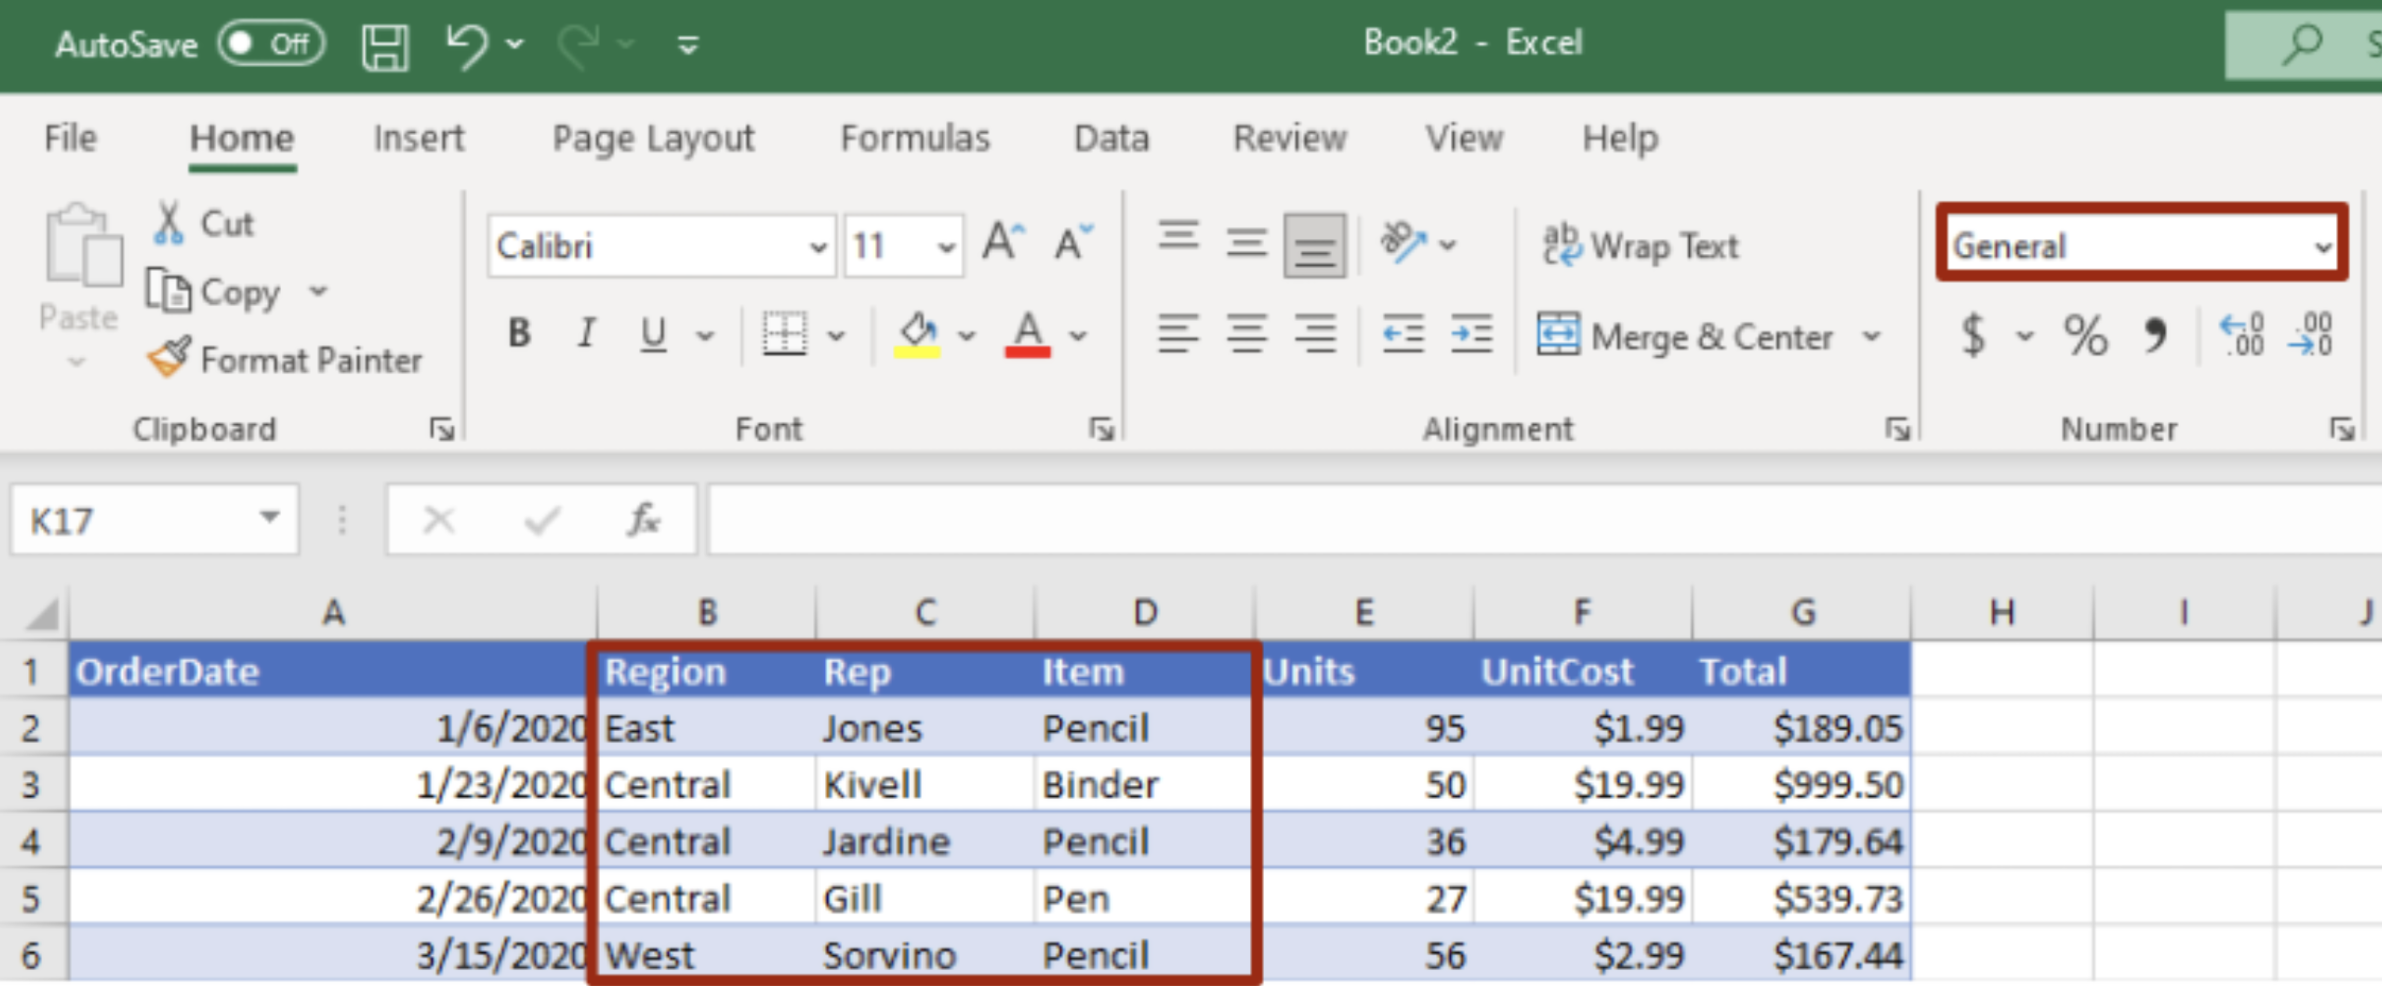 AutoSave Off Book2 - Excel S
File Home Insert Page Layout Formulas Data Review View Help
Cut
Copy
Paste
Format Painter
Clipboard
Calibri 11 A A
B I U A
Font
ab Wrap Text
Merge & Center
Alignment
General
$ % , .00 .0
Number
K17 fx
A B C D E F G H I J
1 OrderDate Region Rep Item Units UnitCost Total
2 1/6/2020 East Jones Pencil 95 $1.99 $189.05
3 1/23/2020 Central Kivell Binder 50 $19.99 $999.50
4 2/9/2020 Central Jardine Pencil 36 $4.99 $179.64
5 2/26/2020 Central Gill Pen 27 $19.99 $539.73
6 3/15/2020 West Sorvino Pencil 56 $2.99 $167.44